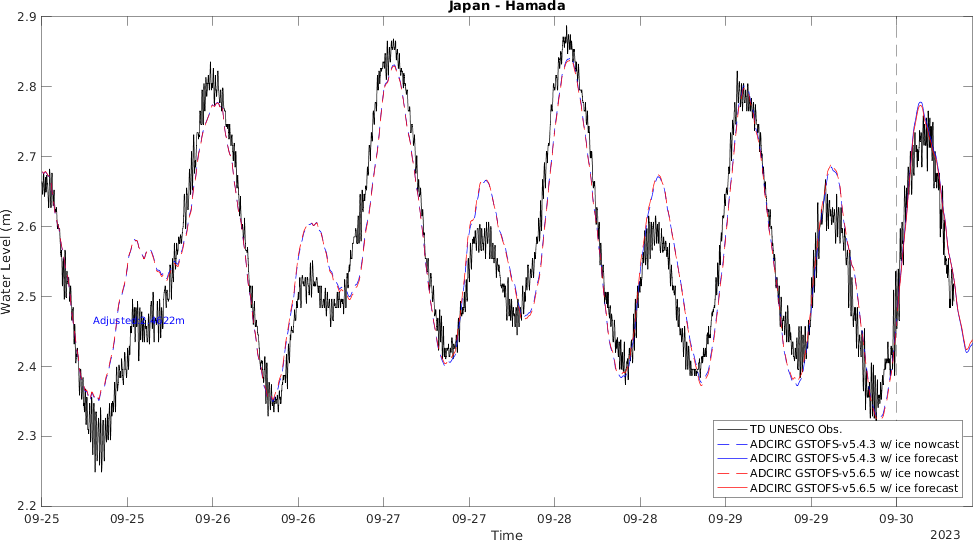 Japan - Hamada
2.9
2.8
2.7
2.6
2.5
2.4
2.3
2.2
Water Level (m)
09-25
09-25
09-26
09-26
09-27
09-27
09-28
09-28
09-29
09-29
09-30
Time
2023
TD UNESCO Obs.
ADCIRC GSTOFS-v5.4.3 w/ ice nowcast
ADCIRC GSTOFS-v5.4.3 w/ ice forecast
ADCIRC GSTOFS-v5.6.5 w/ ice nowcast
ADCIRC GSTOFS-v5.6.5 w/ ice forecast